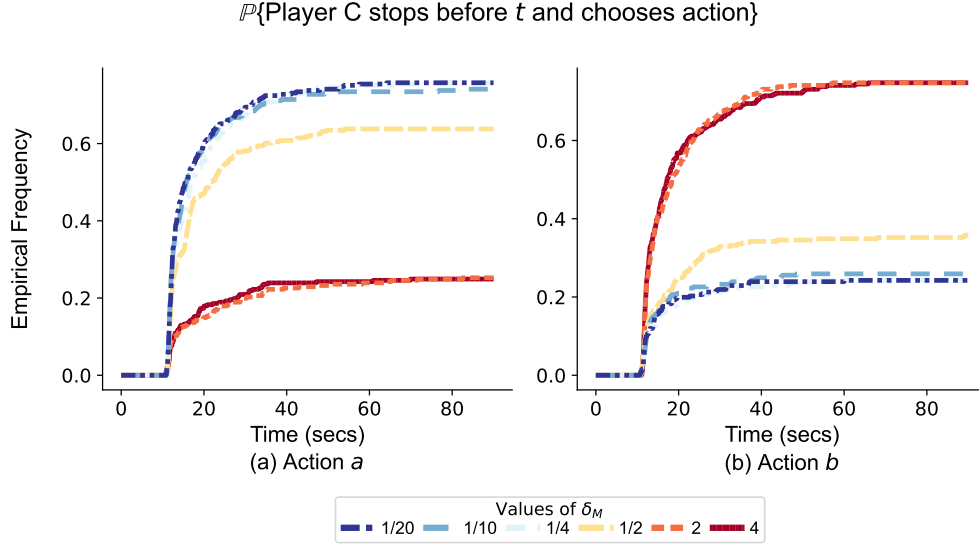 ℙ{Player C stops before t and chooses action}
Empirical Frequency
0.6
0.4
0.2
0.0
0 20 40 60 80
Time (secs)
(a) Action a
0.6
0.4
0.2
0.0
0 20 40 60 80
Time (secs)
(b) Action b
Values of δ_M
1/20 1/10 1/4 1/2 2 4